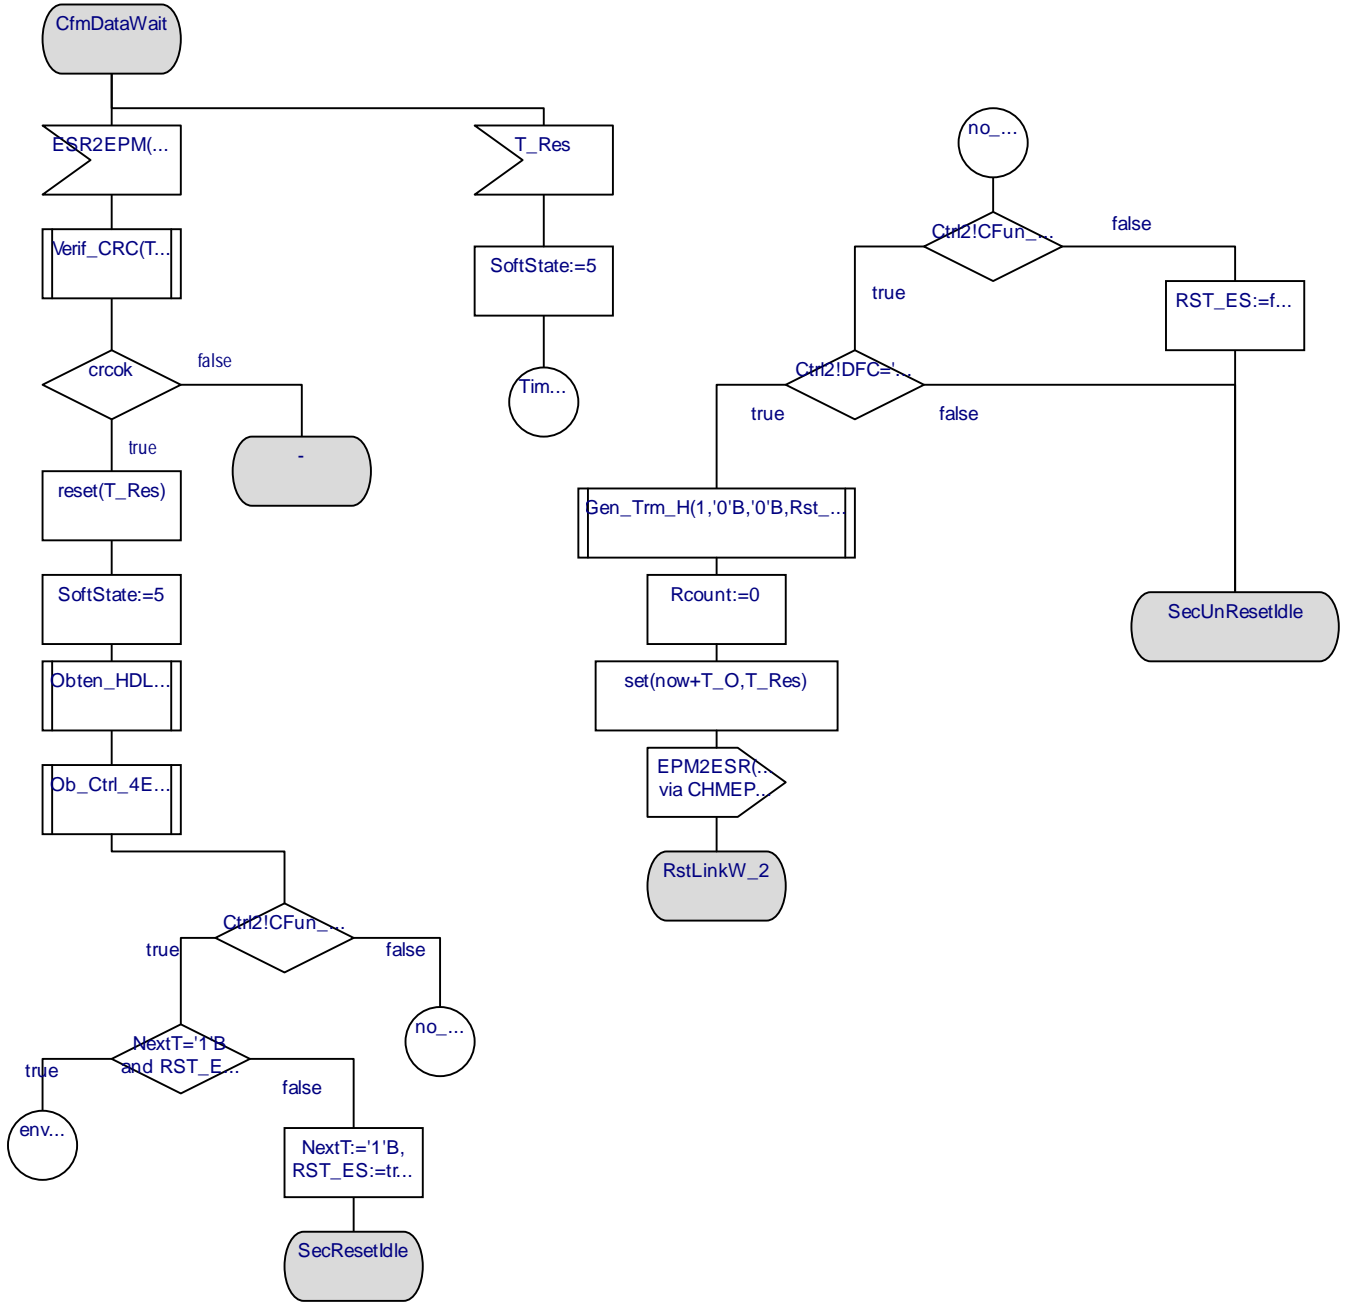 CfmDataWait
ESR2EPM(...
T_Res
no_...
Verif_CRC(T...
SoftState:=5
Ctrl2!CFun_...
false
true
RST_ES:=f...
crcok
false
true
Tim...
Ctrl2!DFC='...
true
false
-
reset(T_Res)
Gen_Trm_H(1,'0'B,'0'B,Rst_...
SoftState:=5
Rcount:=0
SecUnResetIdle
Obten_HDL...
set(now+T_O,T_Res)
Ob_Ctrl_4E...
EPM2ESR(...
via CHMEP...
RstLinkW_2
Ctrl2!CFun_...
true
false
no_...
NextT='1'B
and RST_E...
true
false
env...
NextT:='1'B,
RST_ES:=tr...
SecResetIdle